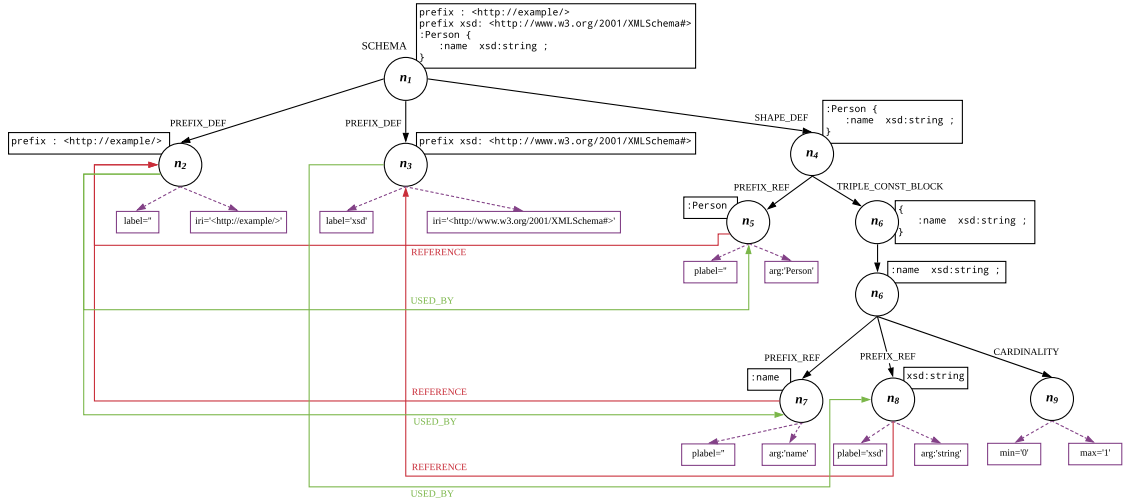 prefix : <http://example/>
prefix xsd: <http://www.w3.org/2001/XMLSchema#>
:Person {
:name xsd:string ;
}
SCHEMA
n1
PREFIX_DEF
PREFIX_DEF
SHAPE_DEF
:Person {
:name xsd:string ;
}
prefix : <http://example/>
prefix xsd: <http://www.w3.org/2001/XMLSchema#>
n2
n3
n4
PREFIX_REF
TRIPLE_CONST_BLOCK
label=''
iri='<http://example/>'
label='xsd'
iri='<http://www.w3.org/2001/XMLSchema#>'
:Person
n5
n6
{
:name xsd:string ;
}
REFERENCE
plabel=''
arg:'Person'
:name xsd:string ;
n6
USED_BY
PREFIX_REF
PREFIX_REF
CARDINALITY
:name
xsd:string
REFERENCE
n7
n8
n9
USED_BY
plabel=''
arg:'name'
plabel='xsd'
arg:'string'
min='0'
max='1'
REFERENCE
USED_BY